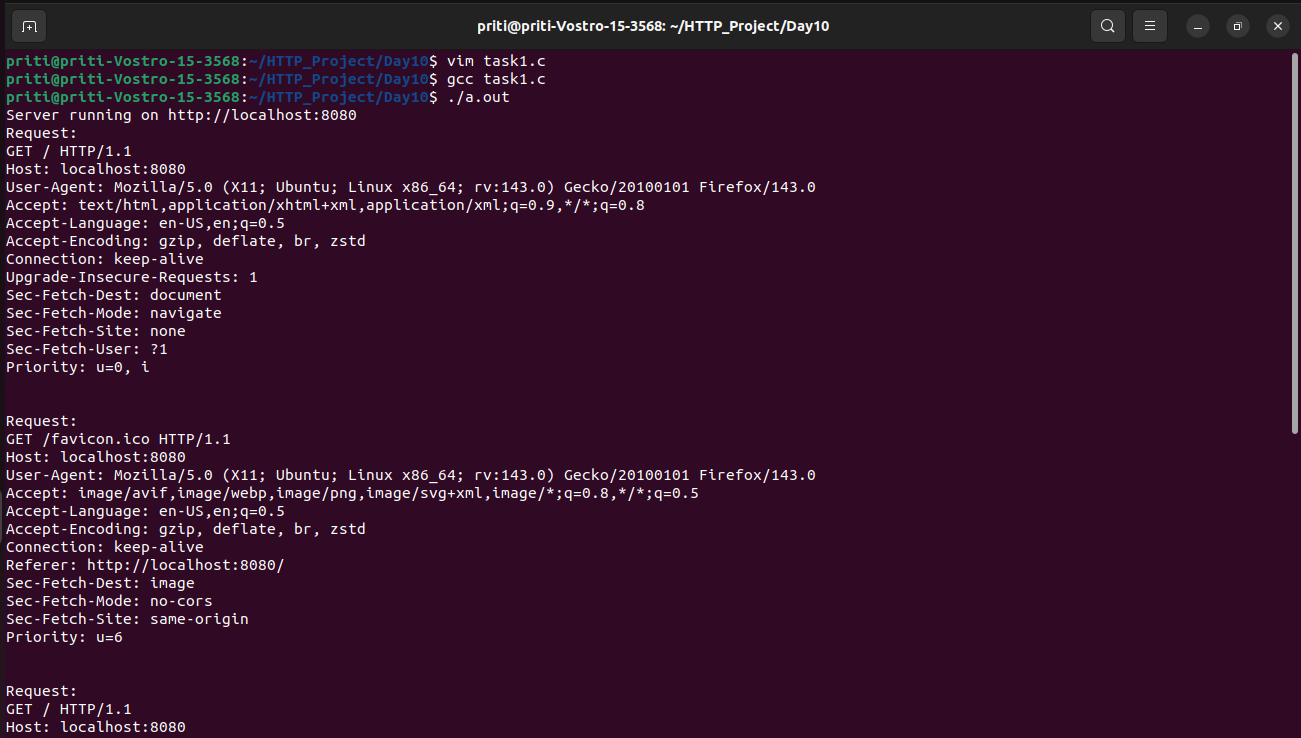 priti@priti-Vostro-15-3568: ~/HTTP_Project/Day10
priti@priti-Vostro-15-3568:~/HTTP_Project/Day10$ vim task1.c
priti@priti-Vostro-15-3568:~/HTTP_Project/Day10$ gcc task1.c
priti@priti-Vostro-15-3568:~/HTTP_Project/Day10$ ./a.out
Server running on http://localhost:8080
Request:
GET / HTTP/1.1
Host: localhost:8080
User-Agent: Mozilla/5.0 (X11; Ubuntu; Linux x86_64; rv:143.0) Gecko/20100101 Firefox/143.0
Accept: text/html,application/xhtml+xml,application/xml;q=0.9,*/*;q=0.8
Accept-Language: en-US,en;q=0.5
Accept-Encoding: gzip, deflate, br, zstd
Connection: keep-alive
Upgrade-Insecure-Requests: 1
Sec-Fetch-Dest: document
Sec-Fetch-Mode: navigate
Sec-Fetch-Site: none
Sec-Fetch-User: ?1
Priority: u=0, i
Request:
GET /favicon.ico HTTP/1.1
Host: localhost:8080
User-Agent: Mozilla/5.0 (X11; Ubuntu; Linux x86_64; rv:143.0) Gecko/20100101 Firefox/143.0
Accept: image/avif,image/webp,image/png,image/svg+xml,image/*;q=0.8,*/*;q=0.5
Accept-Language: en-US,en;q=0.5
Accept-Encoding: gzip, deflate, br, zstd
Connection: keep-alive
Referer: http://localhost:8080/
Sec-Fetch-Dest: image
Sec-Fetch-Mode: no-cors
Sec-Fetch-Site: same-origin
Priority: u=6
Request:
GET / HTTP/1.1
Host: localhost:8080